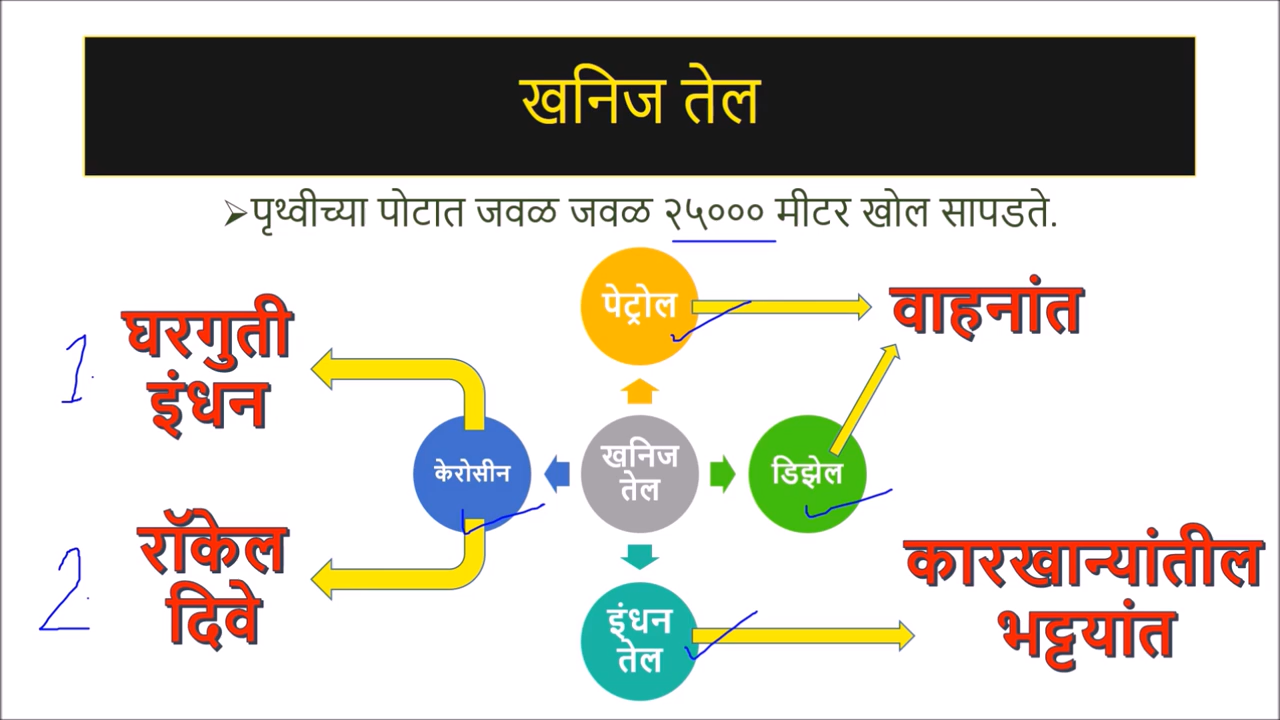 खनिज तेल
➢पृथ्वीच्या पोटात जवळ जवळ २५००० मीटर खोल सापडते.
पेट्रोल
वाहनांत
1
घरगुती
इंधन
केरोसीन
खनिज
तेल
डिझेल
2
रॉकेल
दिवे
इंधन
तेल
कारखान्यांतील
भट्टयांत